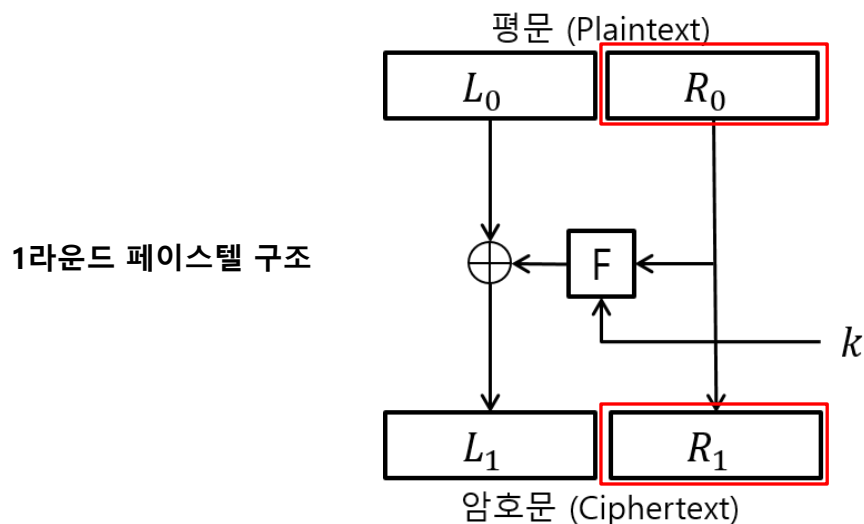 평문 (Plaintext)
L₀
R₀
1라운드 페이스텔 구조
F
k
L₁
R₁
암호문 (Ciphertext)